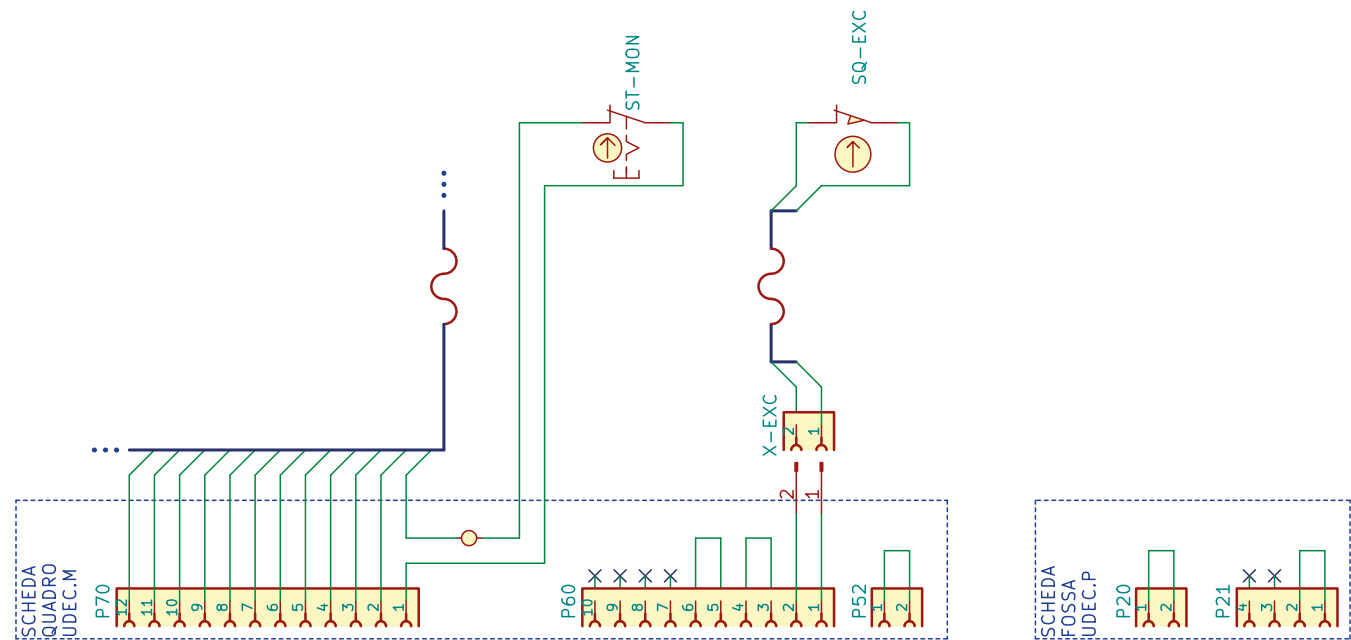 ST-MON
SQ-EXC
X-EXC
2 1
2 1
SCHEDA
QUADRO
UDEC.M
P70
12 11 10 9 8 7 6 5 4 3 2 1
P60
10 9 8 7 6 5 4 3 2 1
P52
1 2
SCHEDA
FOSSA
UDEC.P
P20
1 2
P21
4 3 2 1